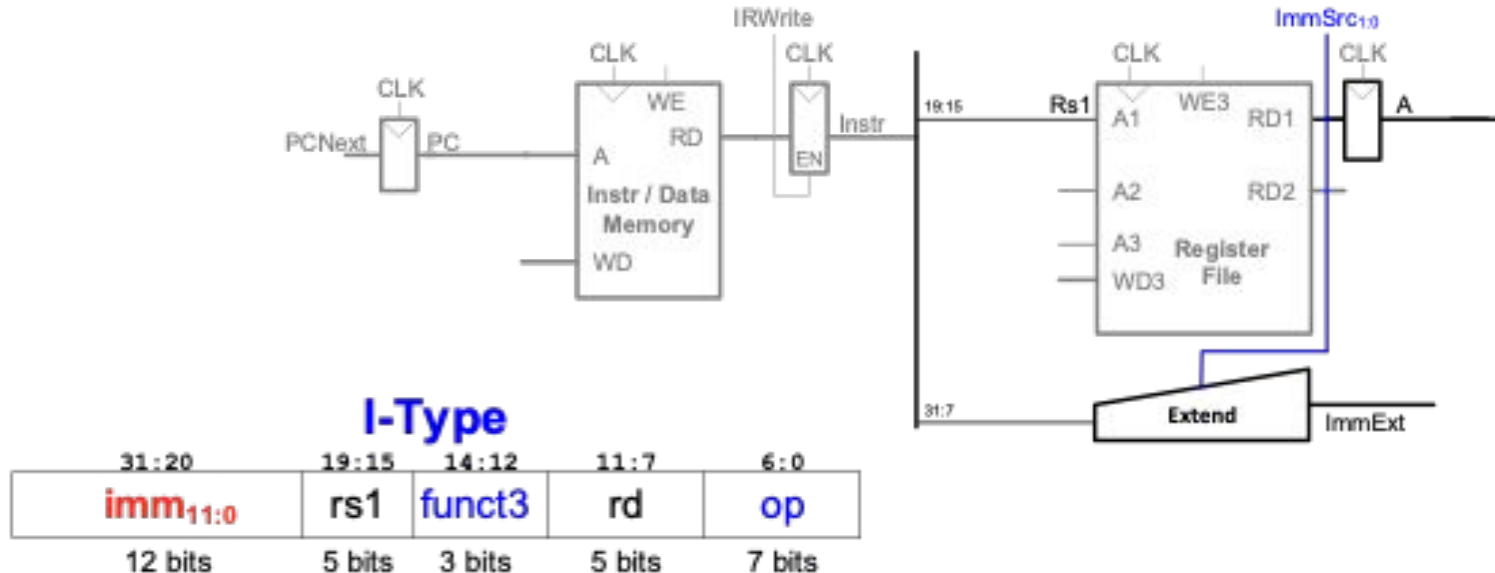 IRWrite
ImmSrc1:0
CLK
CLK
CLK
CLK
CLK
PCNext
PC
WE
RD
A
Instr / Data
Memory
WD
EN
Instr
19:15
Rs1
A1
WE3
RD1
A
A2
RD2
A3
Register
File
WD3
31:7
Extend
ImmExt
I-Type
31:20 19:15 14:12 11:7 6:0
imm11:0 rs1 funct3 rd op
12 bits 5 bits 3 bits 5 bits 7 bits